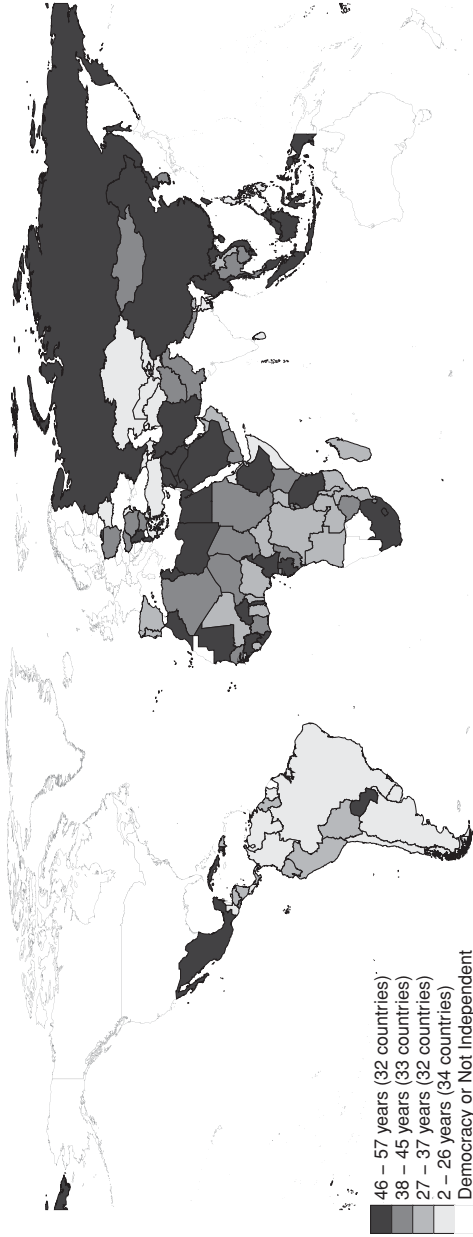 46 – 57 years (32 countries)
38 – 45 years (33 countries)
27 – 37 years (32 countries)
2 – 26 years (34 countries)
Democracy or Not Independent